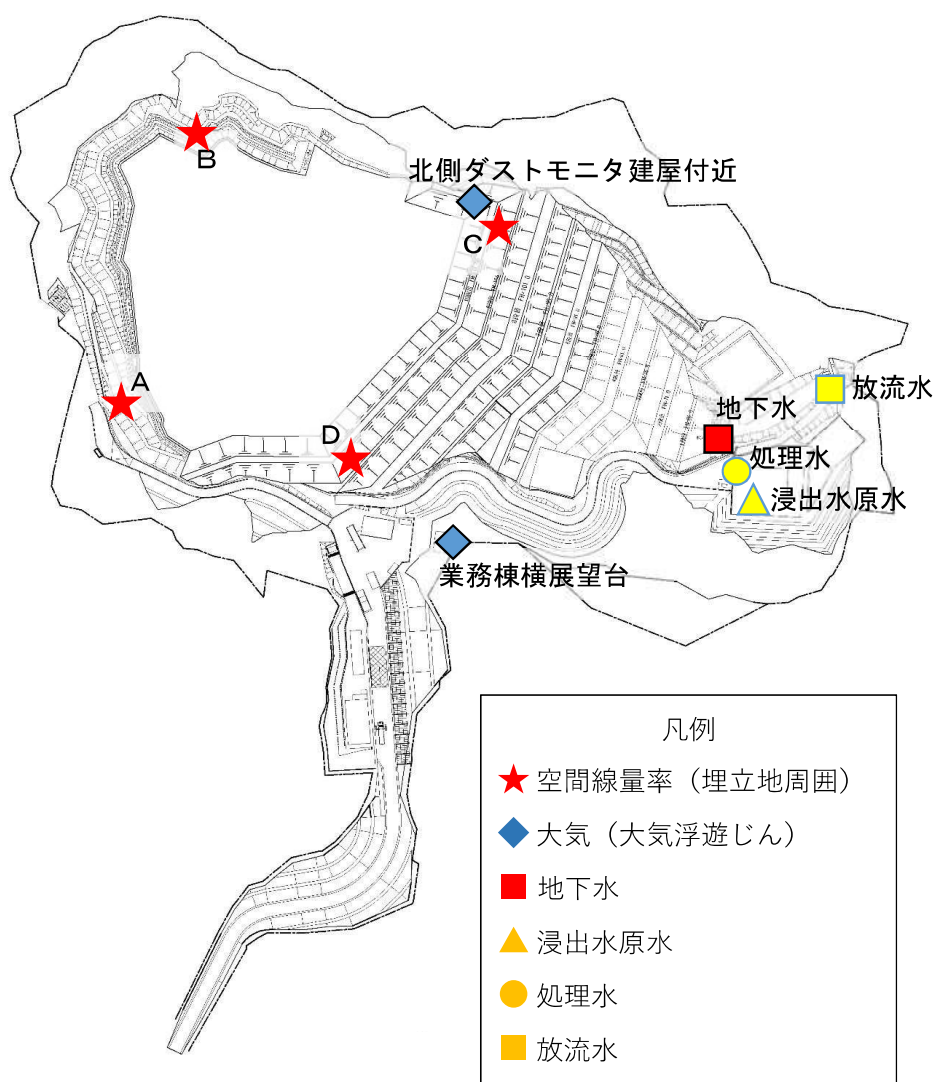 B
北側ダストモニタ建屋付近
C
A
放流水
地下水
D
処理水
浸出水原水
業務棟横展望台
凡例
空間線量率（埋立地周囲）
大気（大気浮遊じん）
地下水
浸出水原水
処理水
放流水